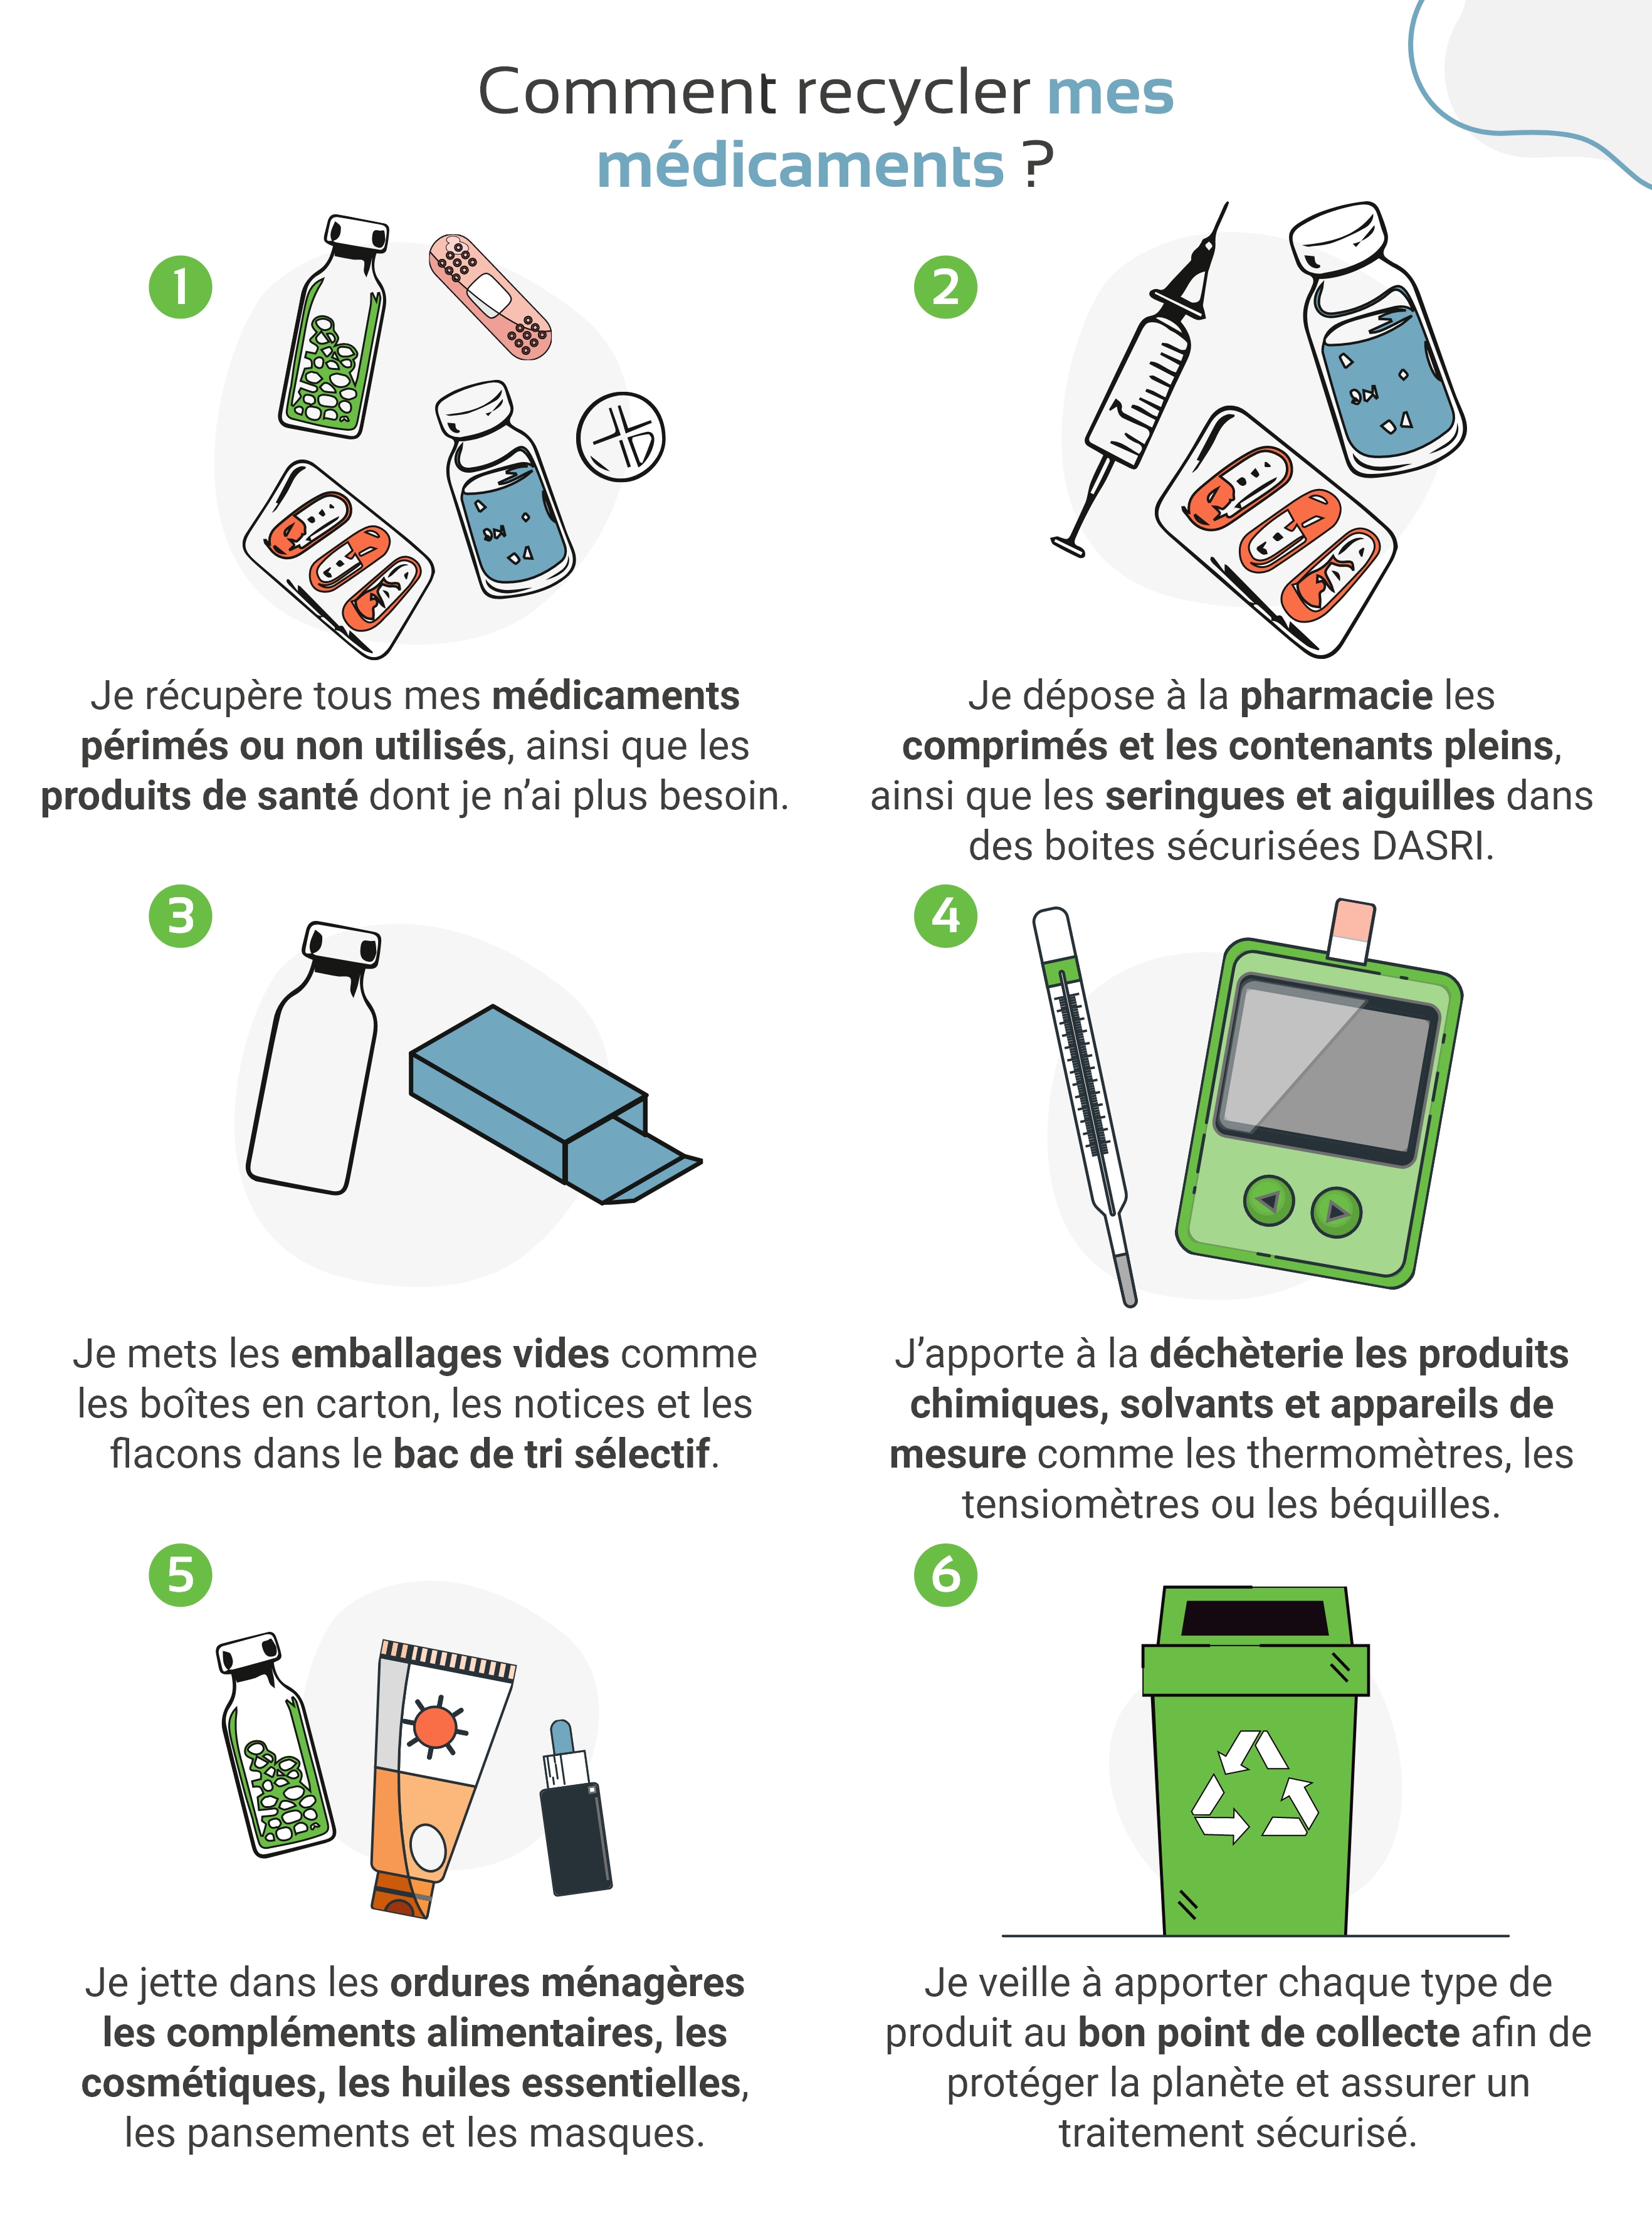 Comment recycler mes
médicaments ?
1
Je récupère tous mes médicaments
périmés ou non utilisés, ainsi que les
produits de santé dont je n’ai plus besoin.
2
Je dépose à la pharmacie les
comprimés et les contenants pleins,
ainsi que les seringues et aiguilles dans
des boites sécurisées DASRI.
3
Je mets les emballages vides comme
les boîtes en carton, les notices et les
flacons dans le bac de tri sélectif.
4
J’apporte à la déchèterie les produits
chimiques, solvants et appareils de
mesure comme les thermomètres, les
tensiomètres ou les béquilles.
5
Je jette dans les ordures ménagères
les compléments alimentaires, les
cosmétiques, les huiles essentielles,
les pansements et les masques.
6
Je veille à apporter chaque type de
produit au bon point de collecte afin de
protéger la planète et assurer un
traitement sécurisé.